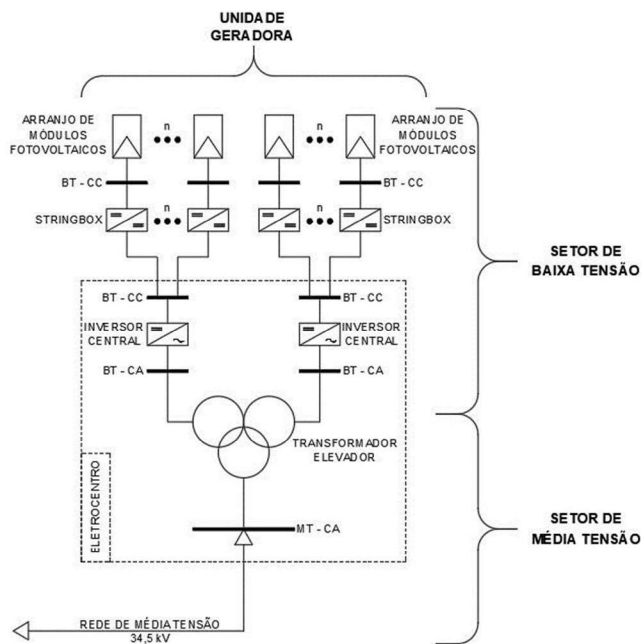 UNIDADE
GERADORA
ARRANJO DE
MÓDULOS
FOTOVOLTAICOS
n
n
ARRANJO DE
MÓDULOS
FOTOVOLTAICOS
BT - CC
BT - CC
STRINGBOX
n
n
STRINGBOX
SETOR DE
BAIXA TENSÃO
BT - CC
BT - CC
INVERSOR
CENTRAL
INVERSOR
CENTRAL
BT - CA
BT - CA
TRANSFORMADOR
ELEVADOR
ELETROCENTRO
SETOR DE
MÉDIA TENSÃO
MT - CA
REDE DE MÉDIA TENSÃO
34,5 kV